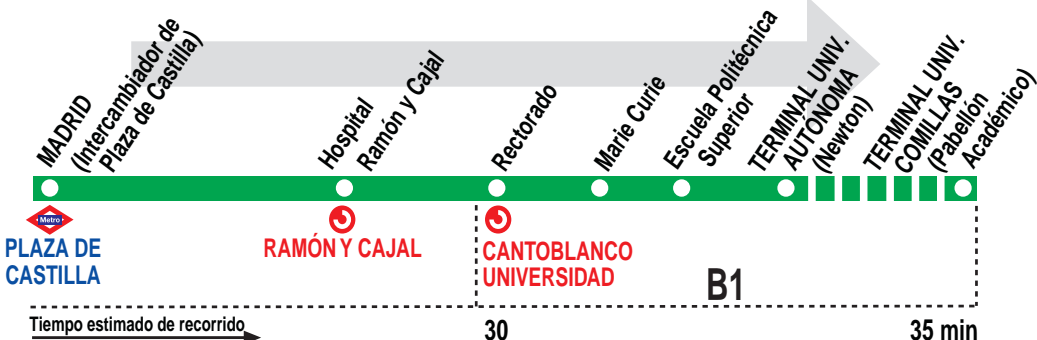 MADRID
(Intercambiador de
Plaza de Castilla)
Hospital
Ramón y Cajal
Rectorado
Marie Curie
Escuela Politécnica
Superior
TERMINAL UNIV.
AUTÓNOMA
(Newton)
TERMINAL UNIV.
COMILLAS
(Pabellón
Académico)
Metro
PLAZA DE
CASTILLA
RAMÓN Y CAJAL
CANTOBLANCO
UNIVERSIDAD
B1
Tiempo estimado de recorrido
30
35 min